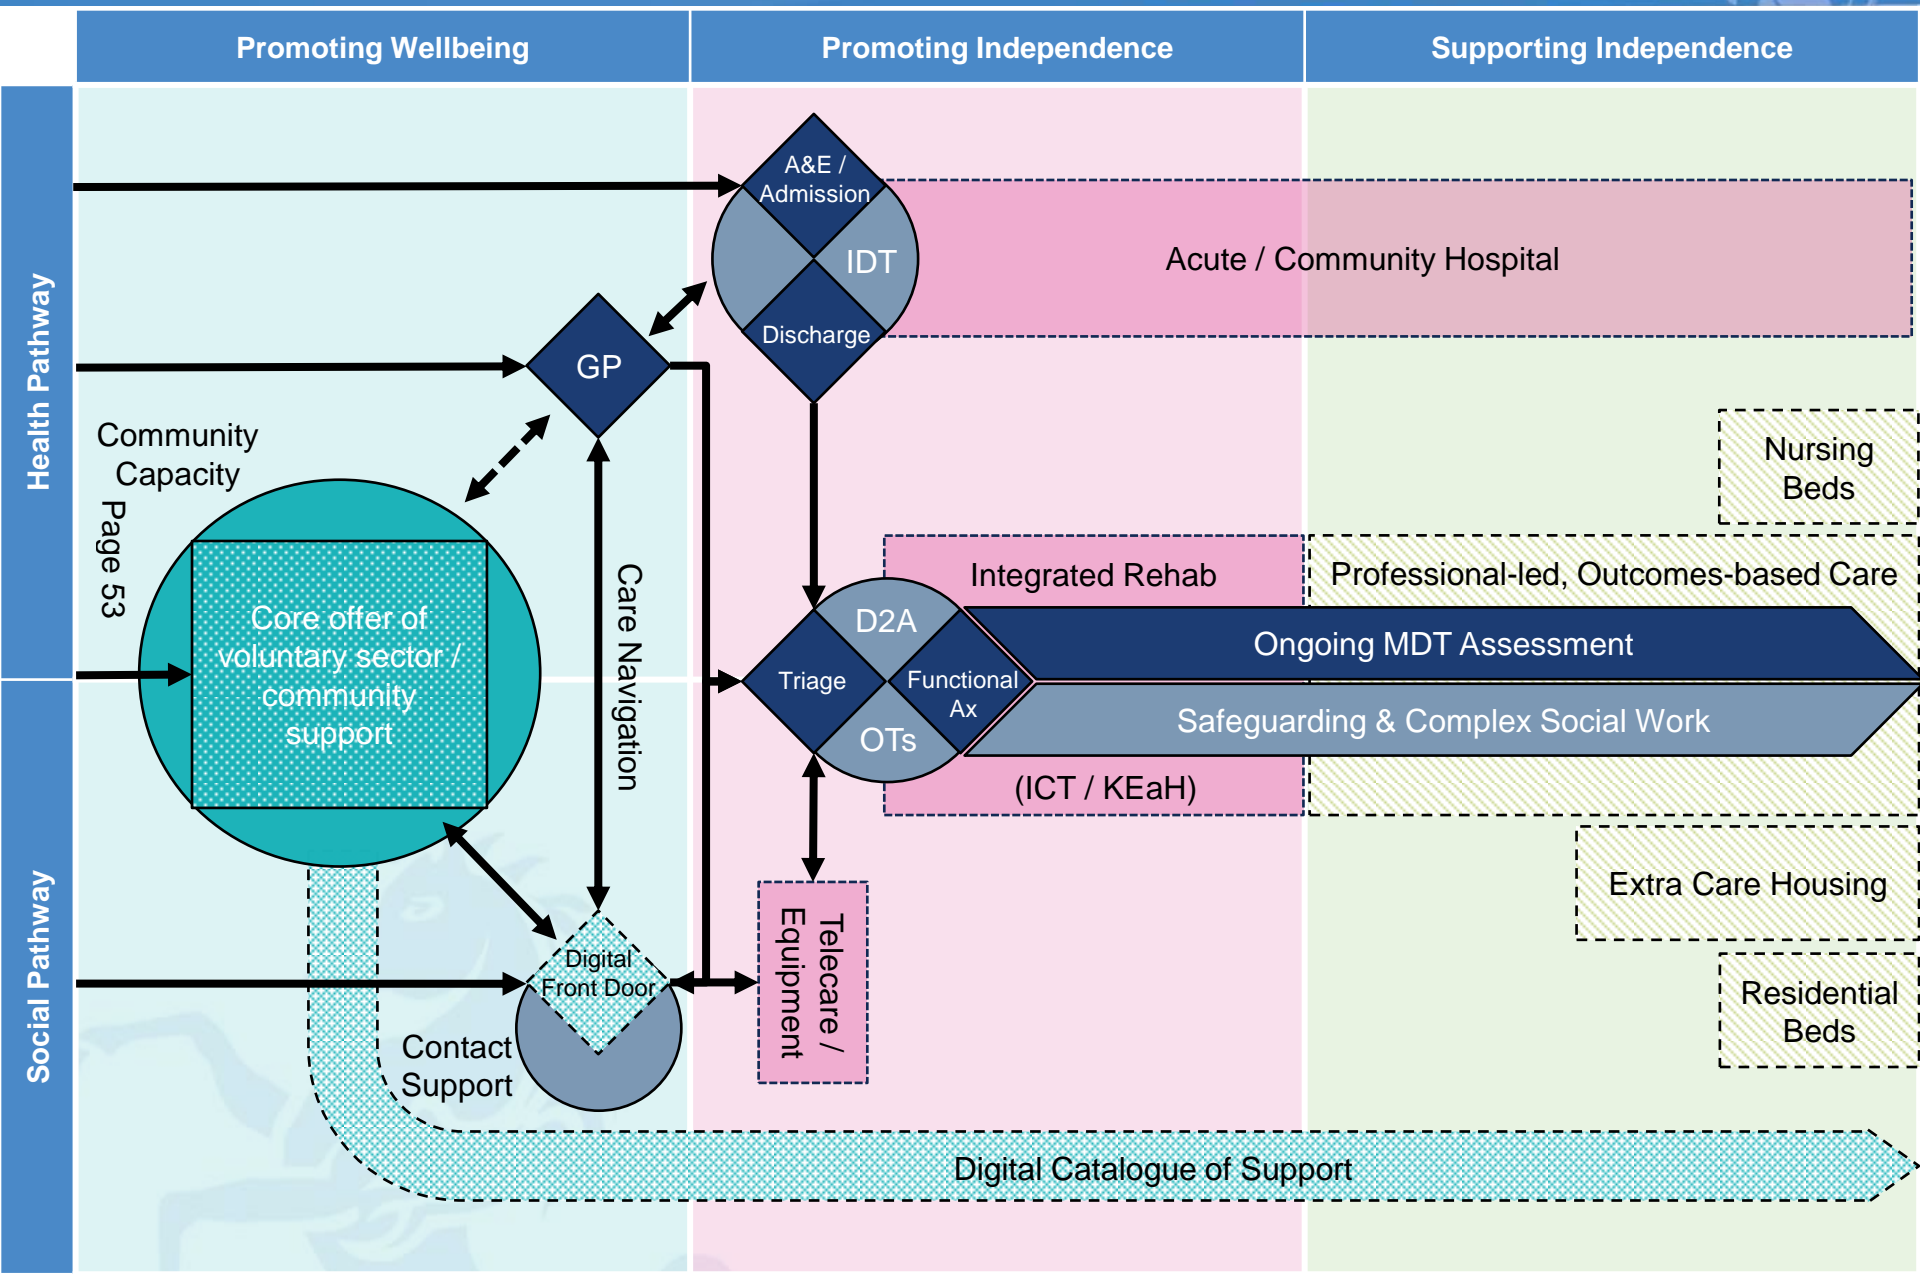 Promoting Wellbeing
Promoting Independence
Supporting Independence
Health Pathway
Social Pathway
A&E /
Admission
IDT
Discharge
Acute / Community Hospital
GP
Community
Capacity
Page 53
Core offer of
voluntary sector /
community
support
Care Navigation
Nursing
Beds
Integrated Rehab
Professional-led, Outcomes-based Care
D2A
Triage
Functional
Ax
OTs
Ongoing MDT Assessment
Safeguarding & Complex Social Work
(ICT / KEaH)
Extra Care Housing
Digital
Front Door
Telecare /
Equipment
Residential
Beds
Contact
Support
Digital Catalogue of Support